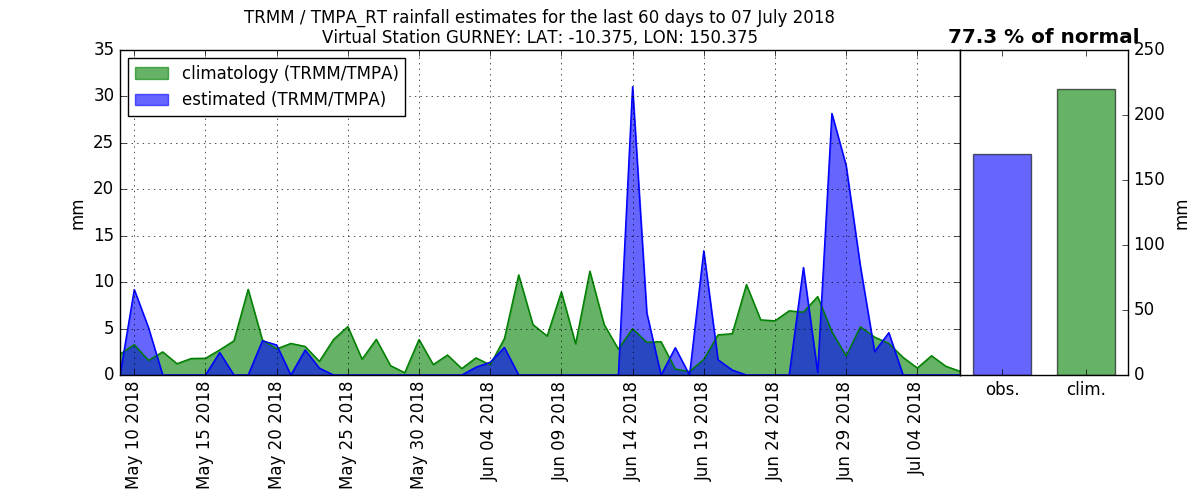 TRMM / TMPA_RT rainfall estimates for the last 60 days to 07 July 2018
Virtual Station GURNEY: LAT: -10.375, LON: 150.375
77.3 % of normal
climatology (TRMM/TMPA)
estimated (TRMM/TMPA)
35
30
25
20
15
10
5
0
mm
May 10 2018
May 15 2018
May 20 2018
May 25 2018
May 30 2018
Jun 04 2018
Jun 09 2018
Jun 14 2018
Jun 19 2018
Jun 24 2018
Jun 29 2018
Jul 04 2018
obs.
clim.
250
200
150
100
50
0
mm